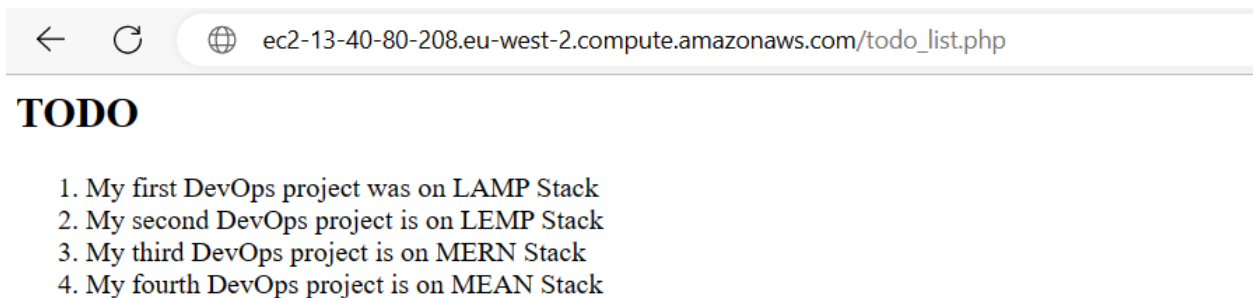 ec2-13-40-80-208.eu-west-2.compute.amazonaws.com/todo_list.php
TODO
1. My first DevOps project was on LAMP Stack
2. My second DevOps project is on LEMP Stack
3. My third DevOps project is on MERN Stack
4. My fourth DevOps project is on MEAN Stack